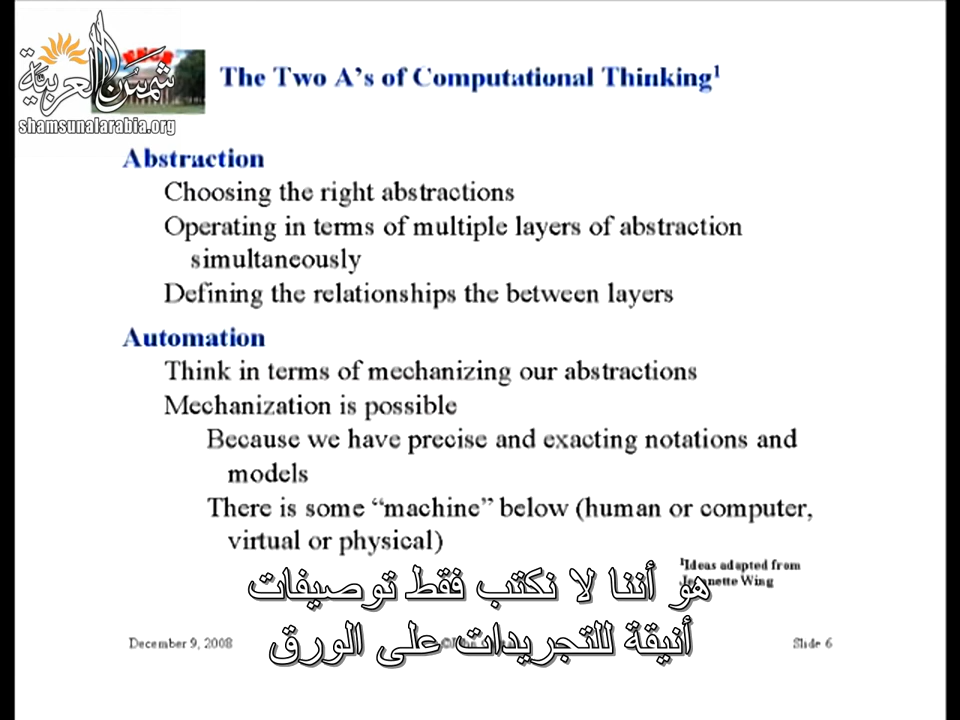 شمس العربية
shamsunalarabia.org
The Two A's of Computational Thinking¹
Abstraction
Choosing the right abstractions
Operating in terms of multiple layers of abstraction
simultaneously
Defining the relationships the between layers
Automation
Think in terms of mechanizing our abstractions
Mechanization is possible
Because we have precise and exacting notations and
models
There is some “machine” below (human or computer,
virtual or physical)
¹Ideas adapted from
Jeannette Wing
هو أننا لا نكتب فقط توصيفات
أنيقة للتجريدات على الورق
December 9, 2008
Slide 6